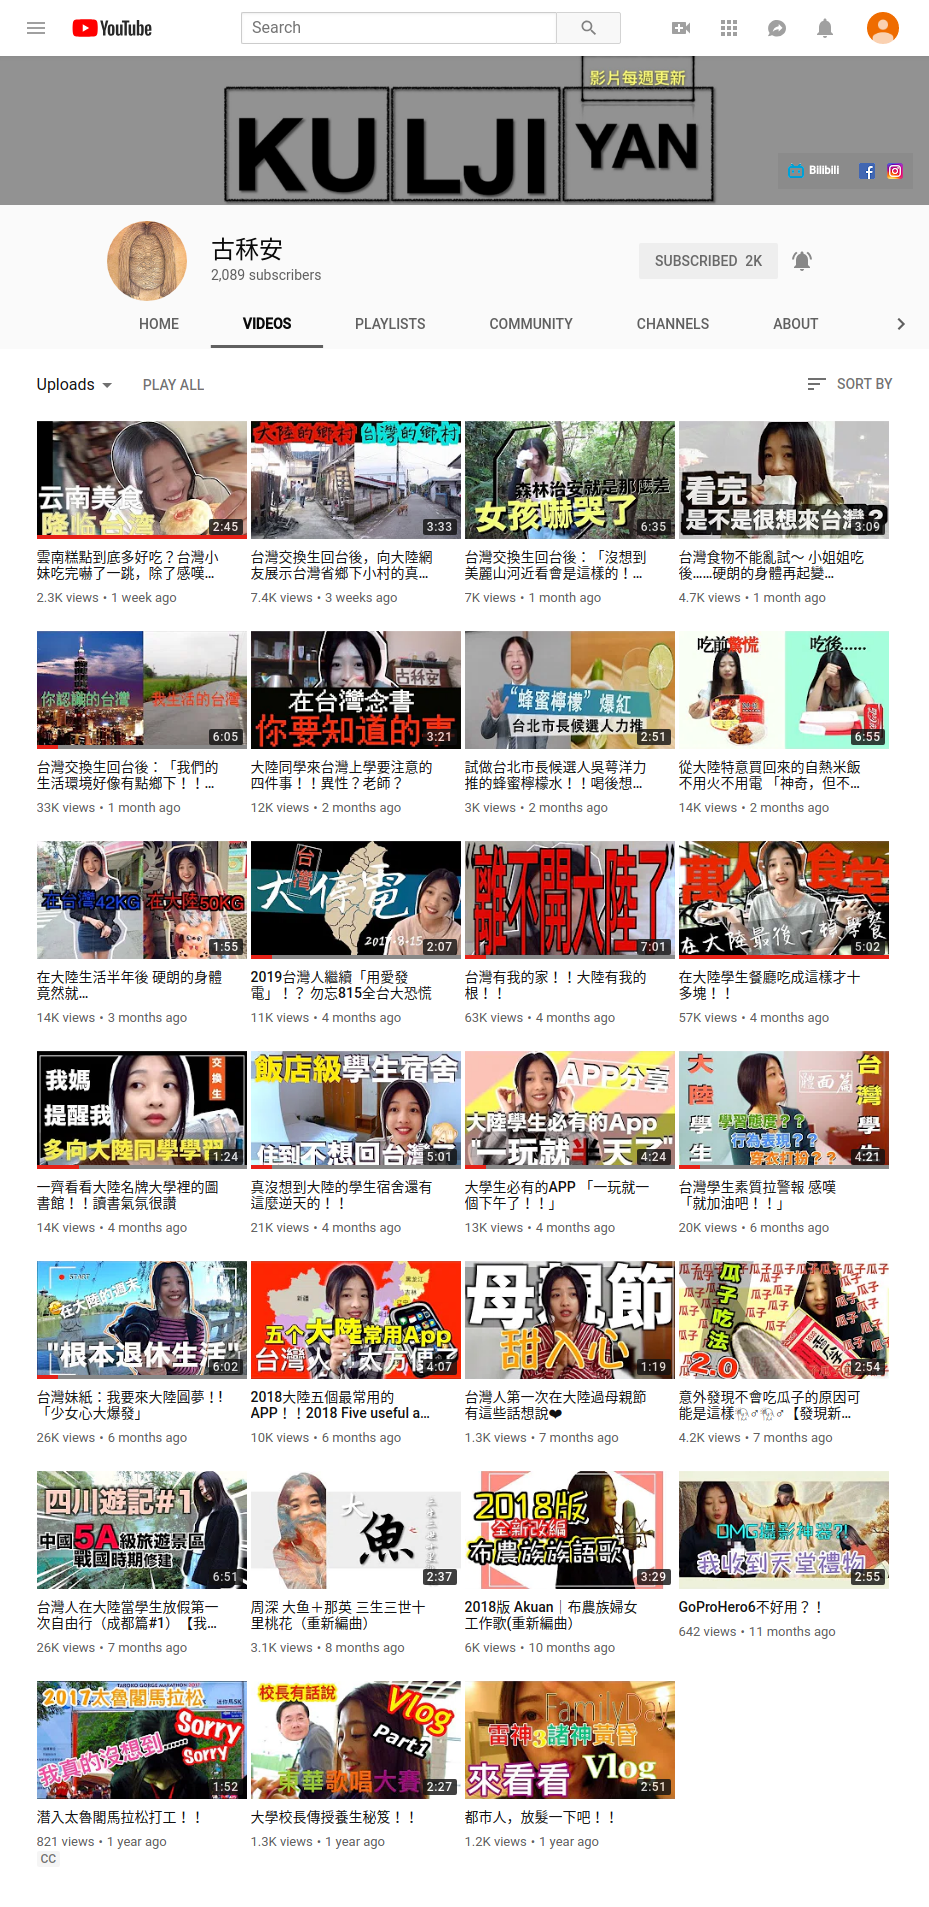 YouTube
Search
影片每週更新
KU LJI YAN
Bilibili
古秝安
2,089 subscribers
SUBSCRIBED 2K
HOME
VIDEOS
PLAYLISTS
COMMUNITY
CHANNELS
ABOUT
Uploads
PLAY ALL
SORT BY
云南美食
降临台湾
2:45
大陸的鄉村
台灣的鄉村
3:33
森林治安就是那麼差
女孩嚇哭了
6:35
看完
是不是很想來台灣?
3:09
雲南糕點到底多好吃？台灣小
妹吃完嚇了一跳，除了感嘆...
2.3K views • 1 week ago
台灣交換生回台後，向大陸網
友展示台灣省鄉下小村的真...
7.4K views • 3 weeks ago
台灣交換生回台後：「沒想到
美麗山河近看會是這樣的！...
7K views • 1 month ago
台灣食物不能亂試～ 小姐姐吃
後......硬朗的身體再起變...
4.7K views • 1 month ago
你認識的台灣
我生活的台灣
6:05
古秝安
在台灣念書
你要知道的事
3:21
“蜂蜜檸檬”爆紅
台北市長候選人力推
2:51
吃前驚慌
吃後......
6:55
台灣交換生回台後：「我們的
生活環境好像有點鄉下！！...
33K views • 1 month ago
大陸同學來台灣上學要注意的
四件事！！異性？老師？
12K views • 2 months ago
試做台北市長候選人吳萼洋力
推的蜂蜜檸檬水！！喝後想...
3K views • 2 months ago
從大陸特意買回來的自熱米飯
不用火不用電 「神奇，但不...
14K views • 2 months ago
在台灣42KG
在大陸50KG
1:55
台灣
大停電
2017-8-15
2:07
離不開大陸了
7:01
萬人食堂
在大陸最後一頓學餐
5:02
在大陸生活半年後 硬朗的身體
竟然就...
14K views • 3 months ago
2019台灣人繼續「用愛發
電」！？ 勿忘815全台大恐慌
11K views • 4 months ago
台灣有我的家！！大陸有我的
根！！
63K views • 4 months ago
在大陸學生餐廳吃成這樣才十
多塊！！
57K views • 4 months ago
我媽
提醒我
多向大陸同學學習
交換生
1:24
飯店級學生宿舍
住到不想回台灣
5:01
APP分享
大陸學生必有的App
"一玩就半天了"
4:24
大陸學生
台灣學生
體面篇
學習態度？？
行為表現？？
穿衣打扮？？
4:21
一齊看看大陸名牌大學裡的圖
書館！！讀書氣氛很讚
14K views • 4 months ago
真沒想到大陸的學生宿舍還有
這麼逆天的！！
21K views • 4 months ago
大學生必有的APP 「一玩就一
個下午了！！」
13K views • 4 months ago
台灣學生素質拉警報 感嘆
「就加油吧！！」
20K views • 6 months ago
START
在大陸的週末
"根本退休生活"
6:02
新疆
黑龙江
吉林
五个大陸常用App
台灣人：太方便
4:07
母親節
甜入心
1:19
瓜子吃法2.0
瓜子
2:54
台灣妹紙：我要來大陸圓夢！!
「少女心大爆發」
26K views • 6 months ago
2018大陸五個最常用的
APP！！2018 Five useful a...
10K views • 6 months ago
台灣人第一次在大陸過母親節
有這些話想說❤
1.3K views • 7 months ago
意外發現不會吃瓜子的原因可
能是這樣🐏♂🐏♂【發現新...
4.2K views • 7 months ago
四川遊記#1
中國5A級旅遊景區
戰國時期修建
6:51
大魚
2:37
2018版
全新改編
布農族族語歌
3:29
OMG攝影神器?!
我收到天堂禮物
2:55
台灣人在大陸當學生放假第一
次自由行（成都篇#1）【我...
26K views • 7 months ago
周深 大鱼＋那英 三生三世十
里桃花（重新編曲）
3.1K views • 8 months ago
2018版 Akuan｜布農族婦女
工作歌(重新編曲）
6K views • 10 months ago
GoProHero6不好用？！
642 views • 11 months ago
TAROKO GORGE MARATHON
2017太魯閣馬拉松
Sorry
Sorry
我真的沒想到......
1:52
校長有話說
Vlog
Part1
東華歌唱大賽
2:27
FamilyDay
雷神3諸神黃昏
Vlog
來看看
2:51
潛入太魯閣馬拉松打工！！
821 views • 1 year ago
CC
大學校長傳授養生秘笈！！
1.3K views • 1 year ago
都市人，放髮一下吧！！
1.2K views • 1 year ago